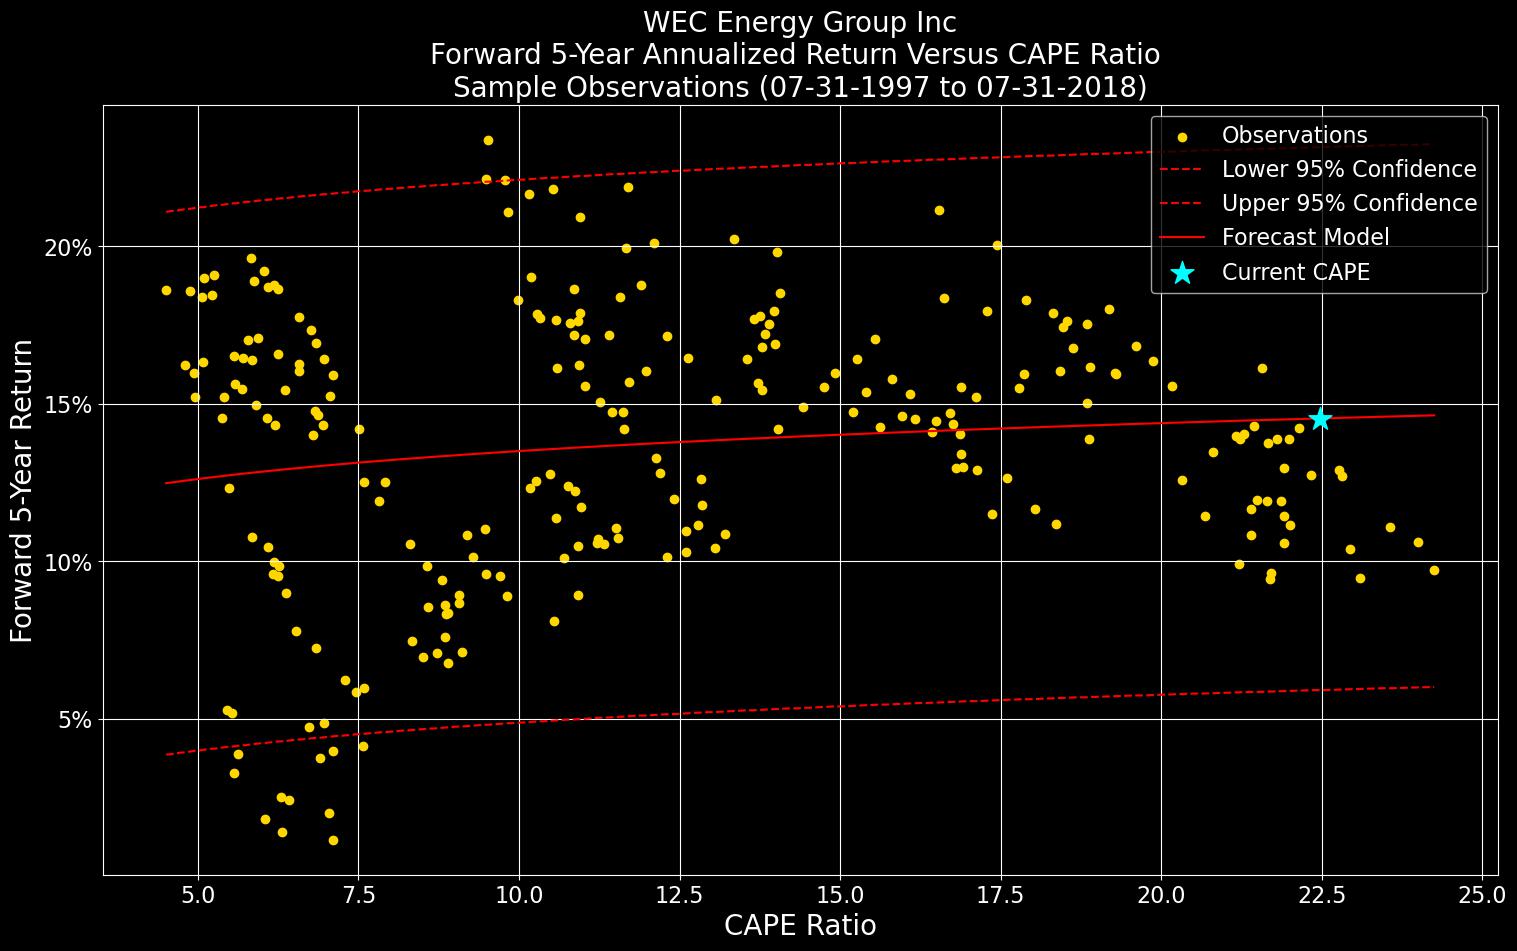 WEC Energy Group Inc
Forward 5-Year Annualized Return Versus CAPE Ratio
Sample Observations (07-31-1997 to 07-31-2018)
Observations
Lower 95% Confidence
Upper 95% Confidence
Forecast Model
Current CAPE
Forward 5-Year Return
20%
15%
10%
5%
5.0 7.5 10.0 12.5 15.0 17.5 20.0 22.5 25.0
CAPE Ratio